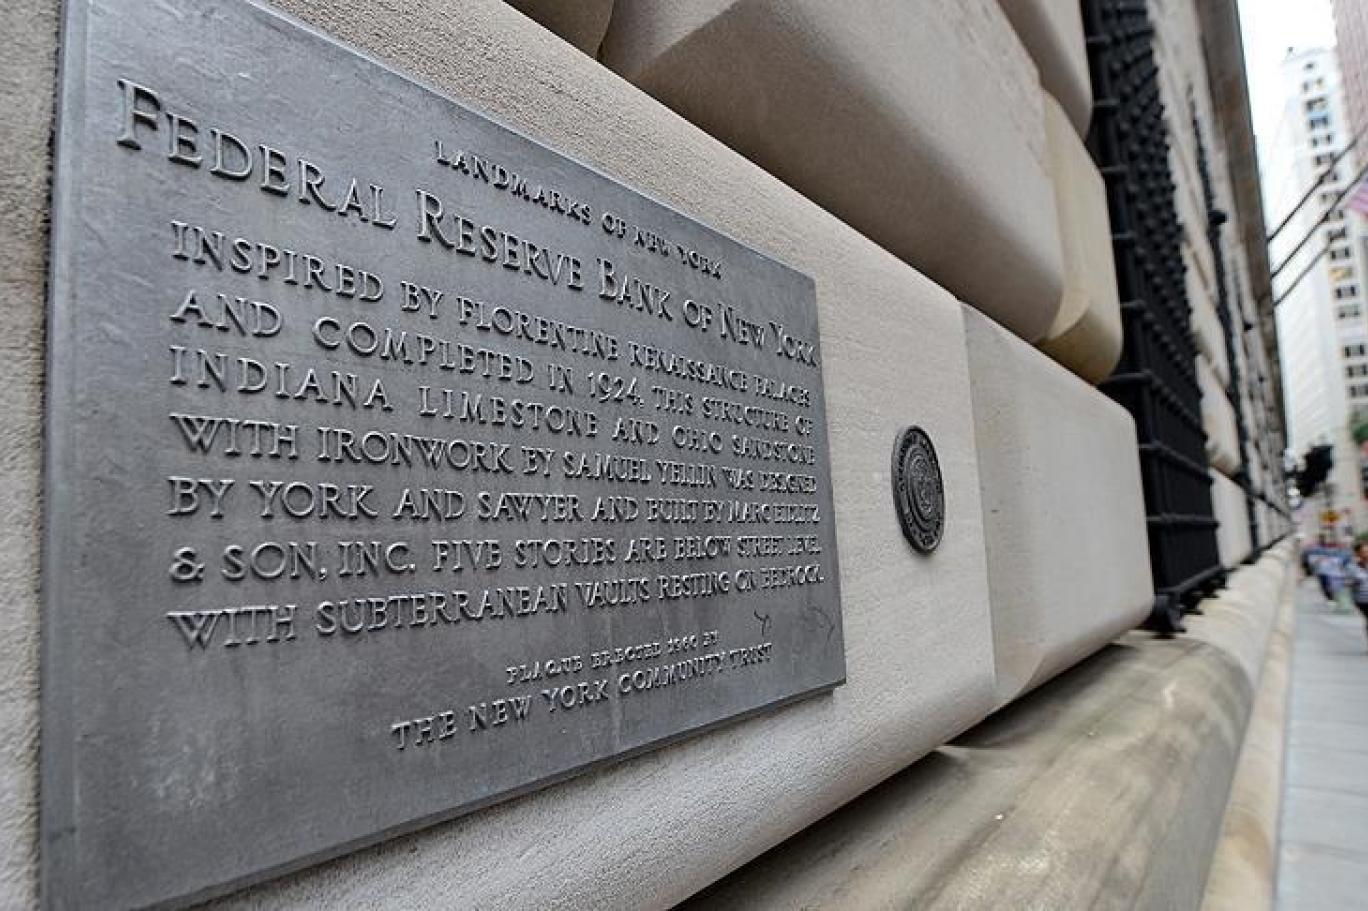 LANDMARKS OF NEW YORK
FEDERAL RESERVE BANK OF NEW YORK
INSPIRED BY FLORENTINE RENAISSANCE PALACES
AND COMPLETED IN 1924, THIS STRUCTURE OF
INDIANA LIMESTONE AND OHIO SANDSTONE
WITH IRONWORK BY SAMUEL YELLIN WAS DESIGNED
BY YORK AND SAWYER AND BUILT BY MARC EIDLITZ
& SON, INC. FIVE STORIES ARE BELOW STREET LEVEL
WITH SUBTERRANEAN VAULTS RESTING ON BEDROCK.
PLAQUE ERECTED 1960 BY
THE NEW YORK COMMUNITY TRUST